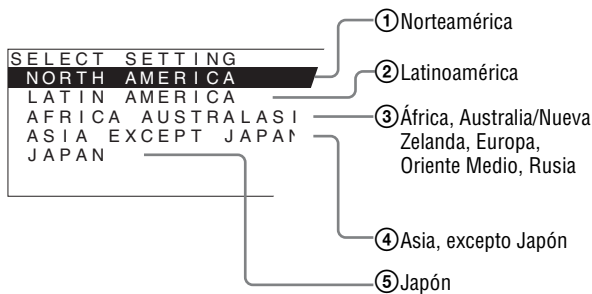 SELECT SETTING
NORTH AMERICA
LATIN AMERICA
AFRICA AUSTRALASI
ASIA EXCEPT JAPAN
JAPAN
①Norteamérica
②Latinoamérica
③África, Australia/Nueva
Zelanda, Europa,
Oriente Medio, Rusia
④Asia, excepto Japón
⑤Japón